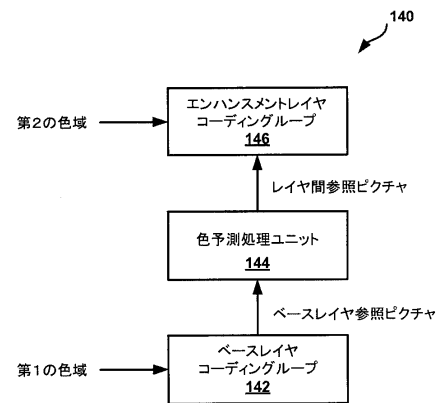 140
エンハンスメントレイヤ
コーディングループ
146
第2の色域
レイヤ間参照ピクチャ
色予測処理ユニット
144
ベースレイヤ参照ピクチャ
ベースレイヤ
コーディングループ
142
第1の色域